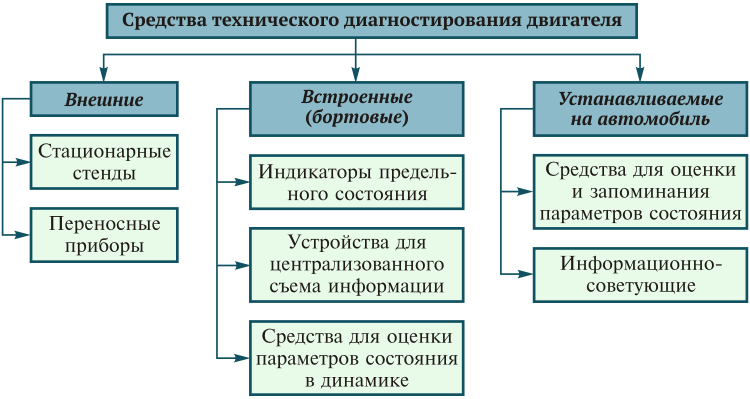 Средства технического диагностирования двигателя
Внешние
Стационарные
стенды
Переносные
приборы
Встроенные
(бортовые)
Индикаторы предель-
ного состояния
Устройства для
централизованного
съема информации
Средства для оценки
параметров состояния
в динамике
Устанавливаемые
на автомобиль
Средства для оценки
и запоминания
параметров состояния
Информационно-
советующие